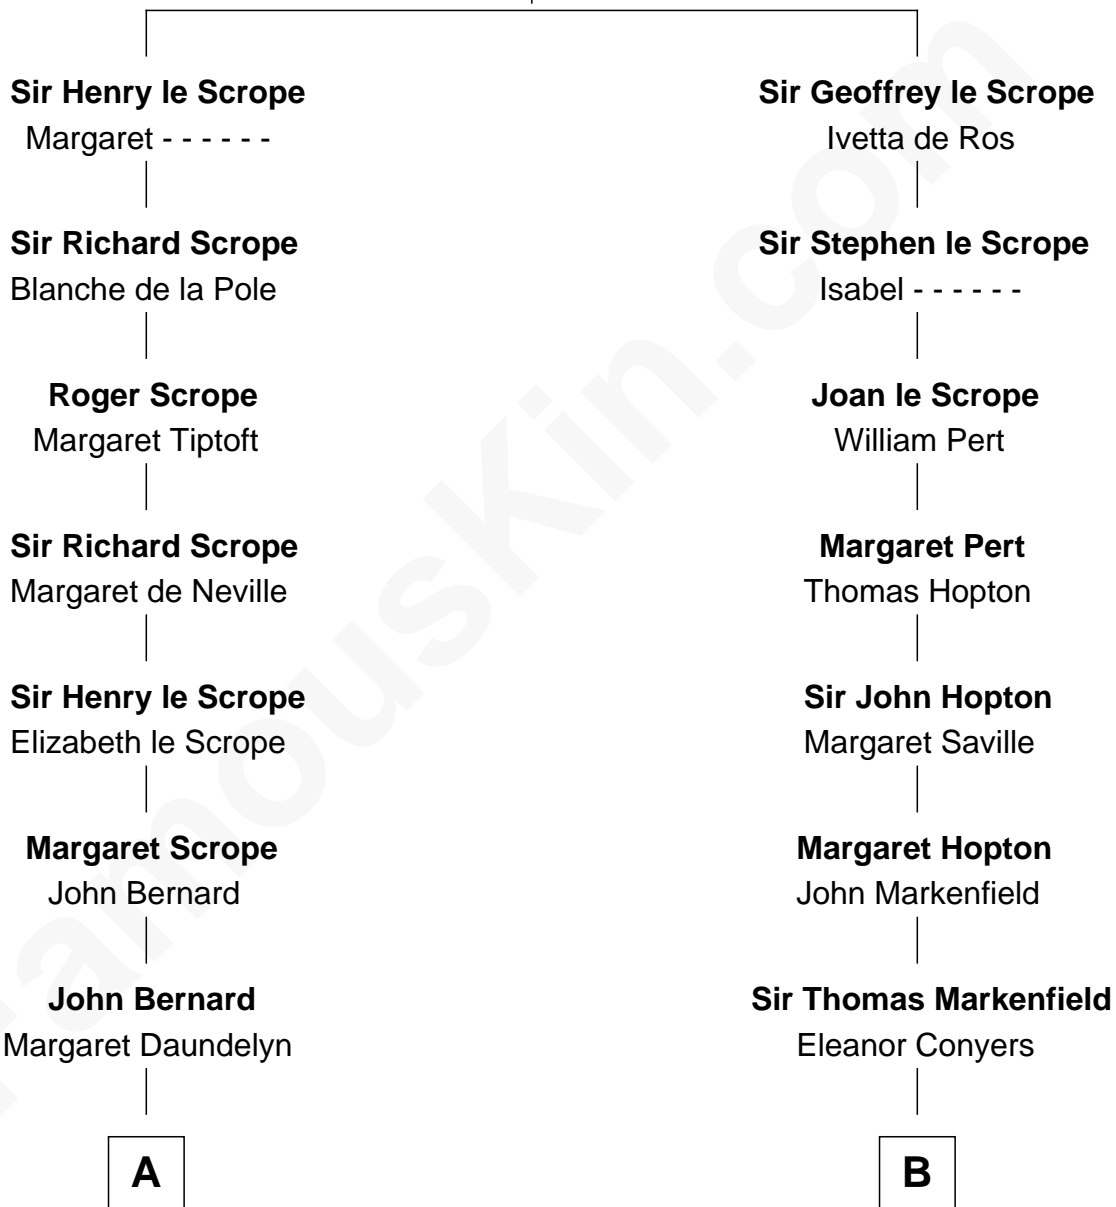 Sir Henry le Scrope
Margaret - - - - - -
Sir Richard Scrope
Blanche de la Pole
Roger Scrope
Margaret Tiptoft
Sir Richard Scrope
Margaret de Neville
Sir Henry le Scrope
Elizabeth le Scrope
Margaret Scrope
John Bernard
John Bernard
Margaret Daundelyn
A
Sir Geoffrey le Scrope
Ivetta de Ros
Sir Stephen le Scrope
Isabel - - - - - -
Joan le Scrope
William Pert
Margaret Pert
Thomas Hopton
Sir John Hopton
Margaret Saville
Margaret Hopton
John Markenfield
Sir Thomas Markenfield
Eleanor Conyers
B
FamousKin.com